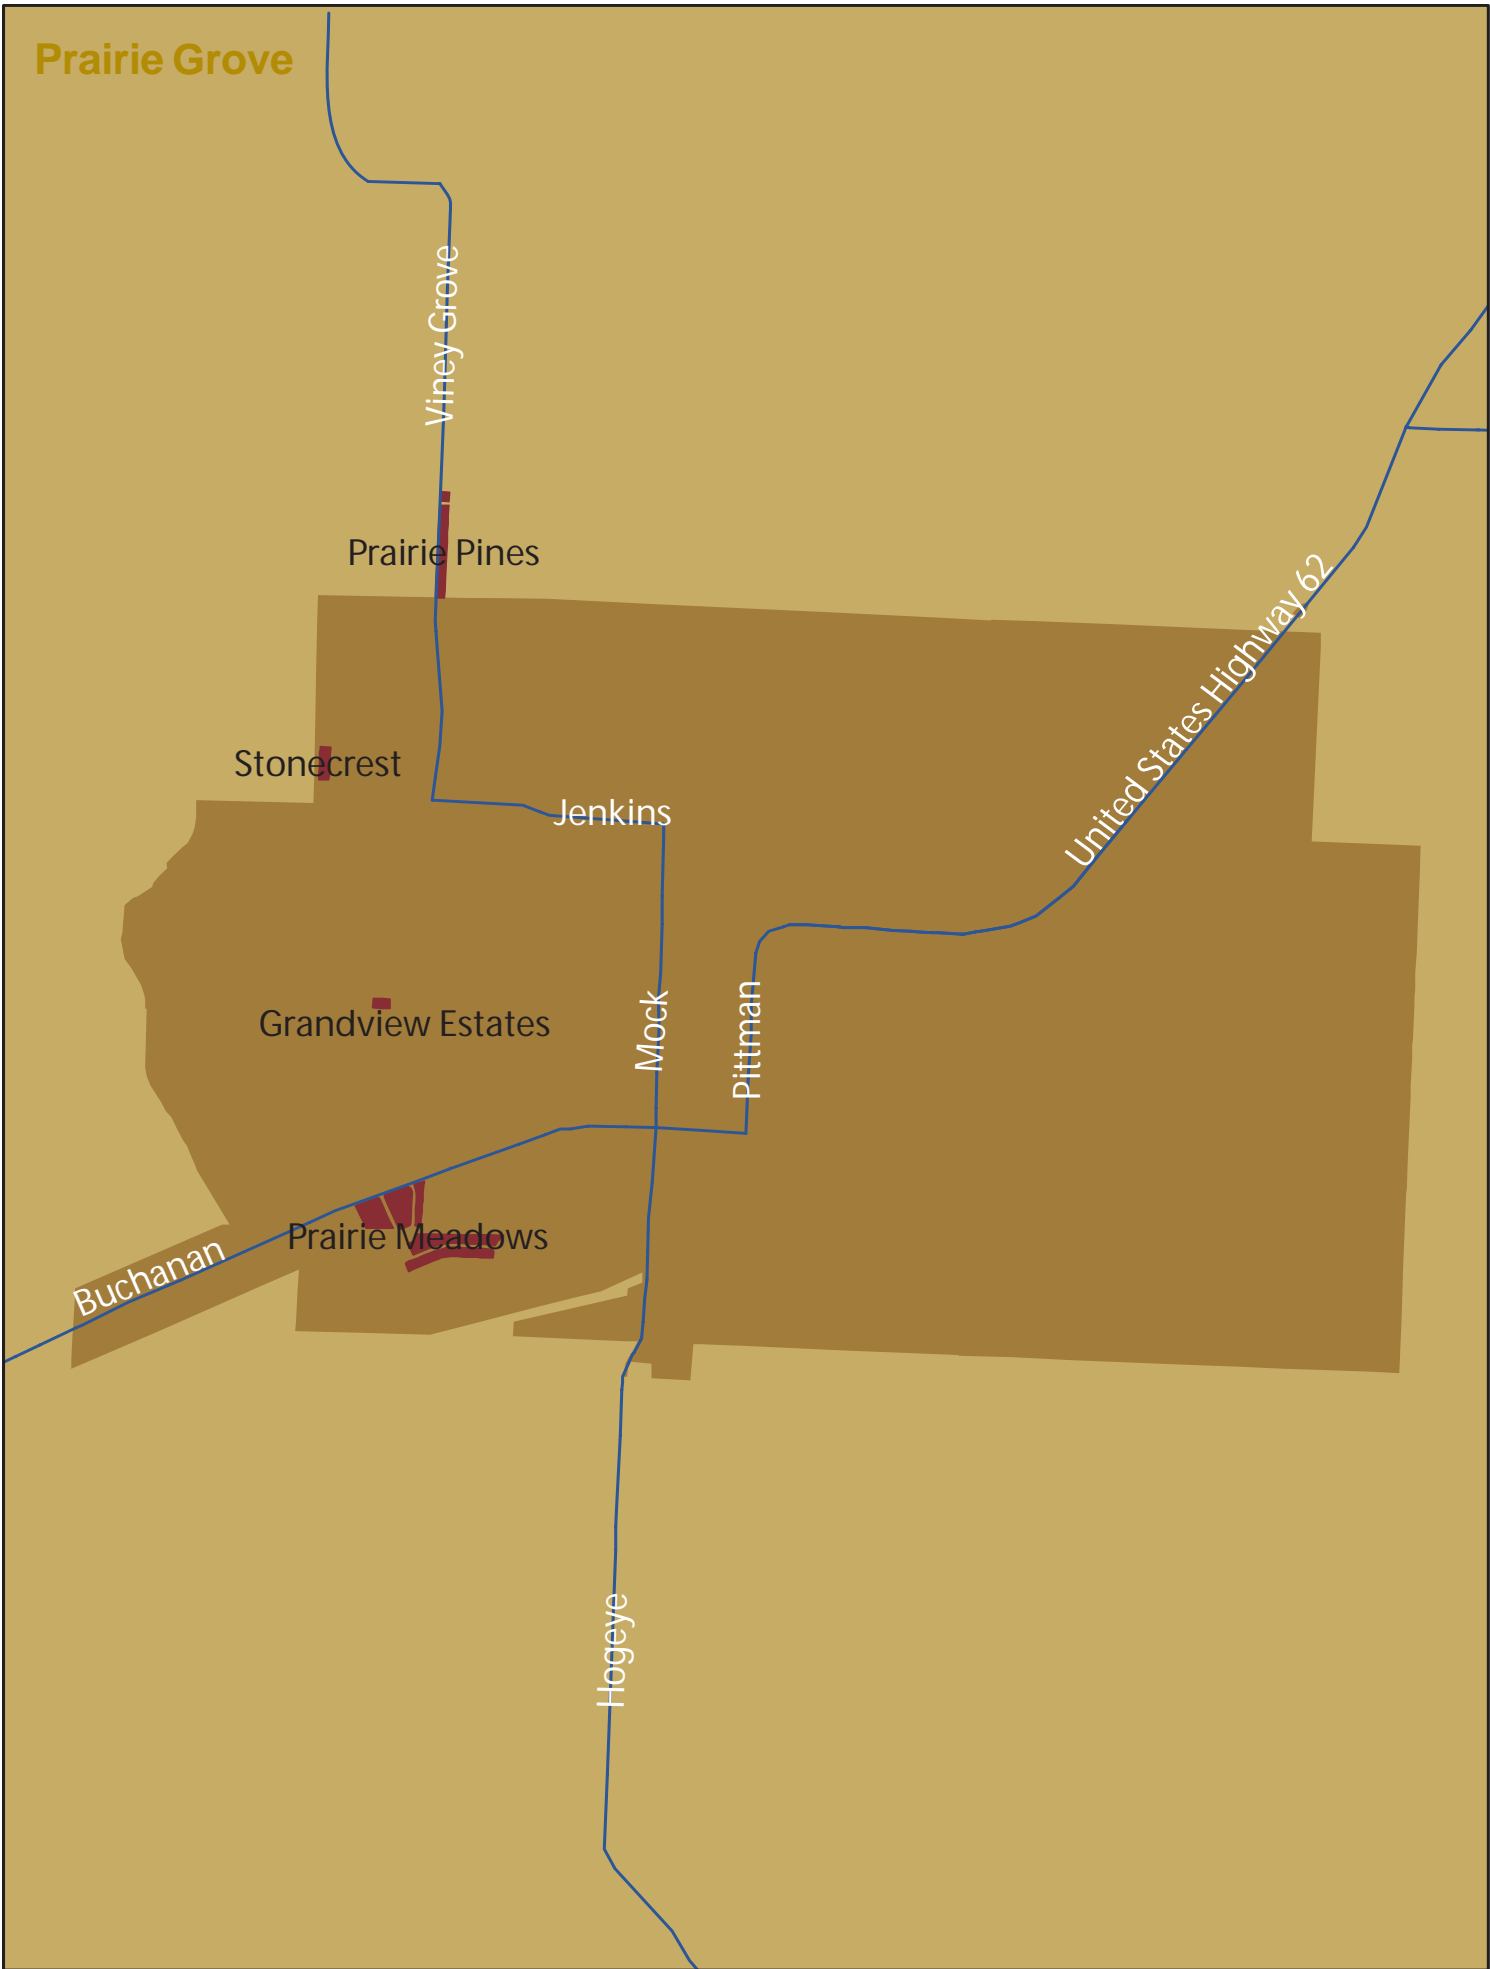 Prairie Grove
Viney Grove
Prairie Pines
United States Highway 62
Stonecrest
Jenkins
Grandview Estates
Mock
Pittman
Prairie Meadows
Buchanan
Hogeye